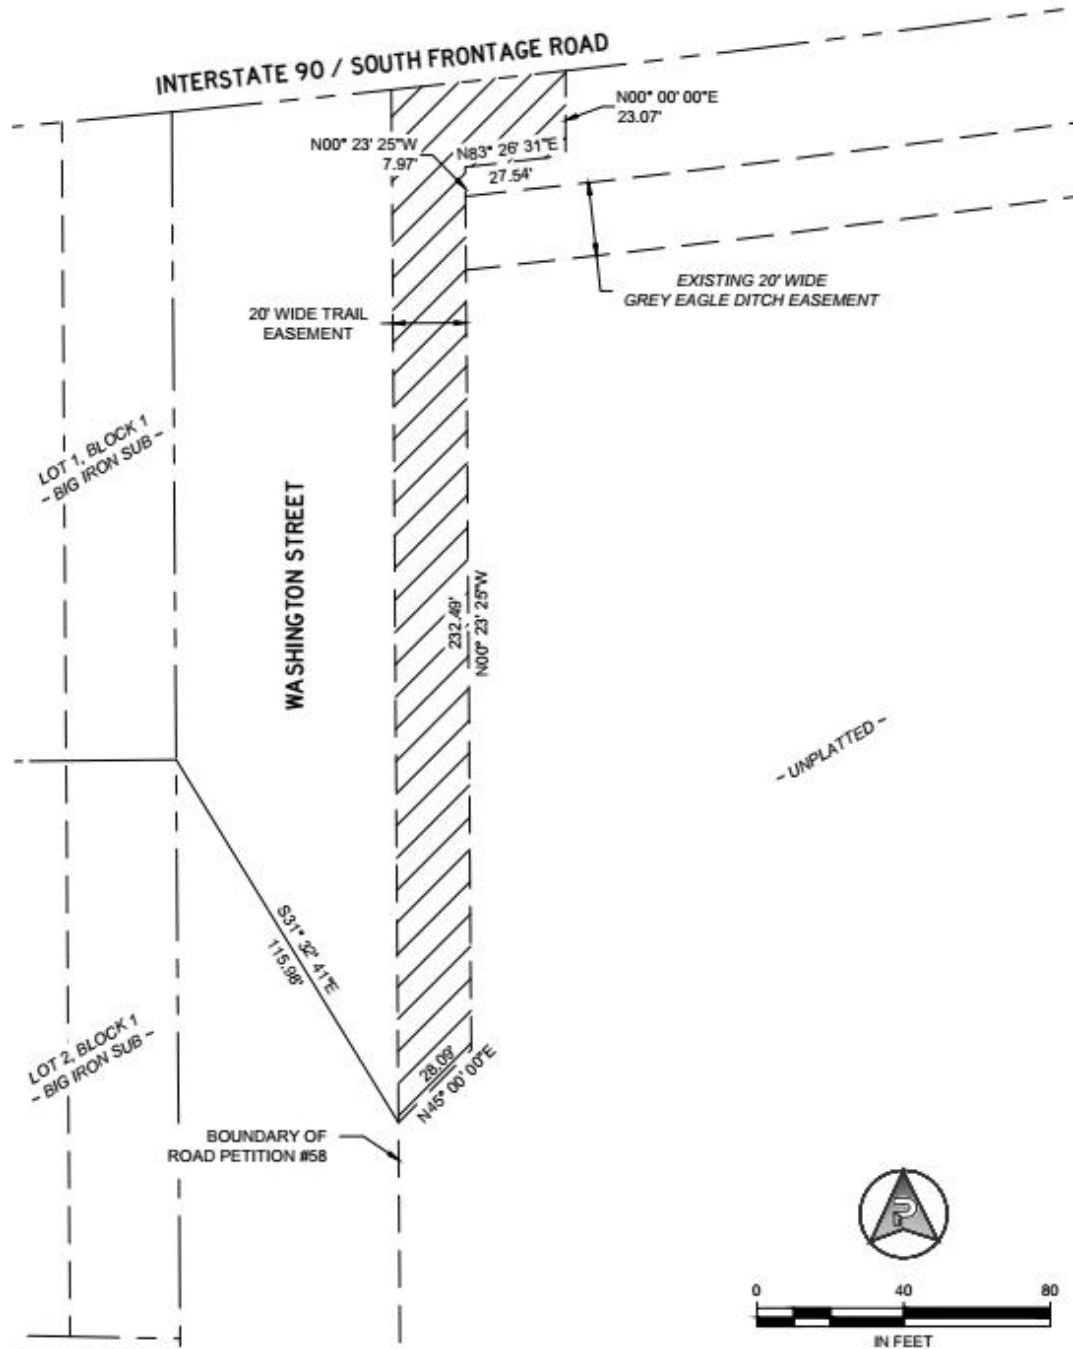 INTERSTATE 90 / SOUTH FRONTAGE ROAD
N00° 00' 00"E
23.07'
N00° 23' 25"W
7.97'
N83° 26' 31"E
27.54'
EXISTING 20' WIDE
GREY EAGLE DITCH EASEMENT
20' WIDE TRAIL
EASEMENT
LOT 1, BLOCK 1
~ BIG IRON SUB ~
WASHINGTON STREET
232.49'
N00° 23' 25"W
~ UNPLATTED ~
S31° 32' 41"E
115.98'
LOT 2, BLOCK 1
~ BIG IRON SUB ~
28.09'
N45° 00' 00"E
BOUNDARY OF
ROAD PETITION #58
0 40 80
IN FEET